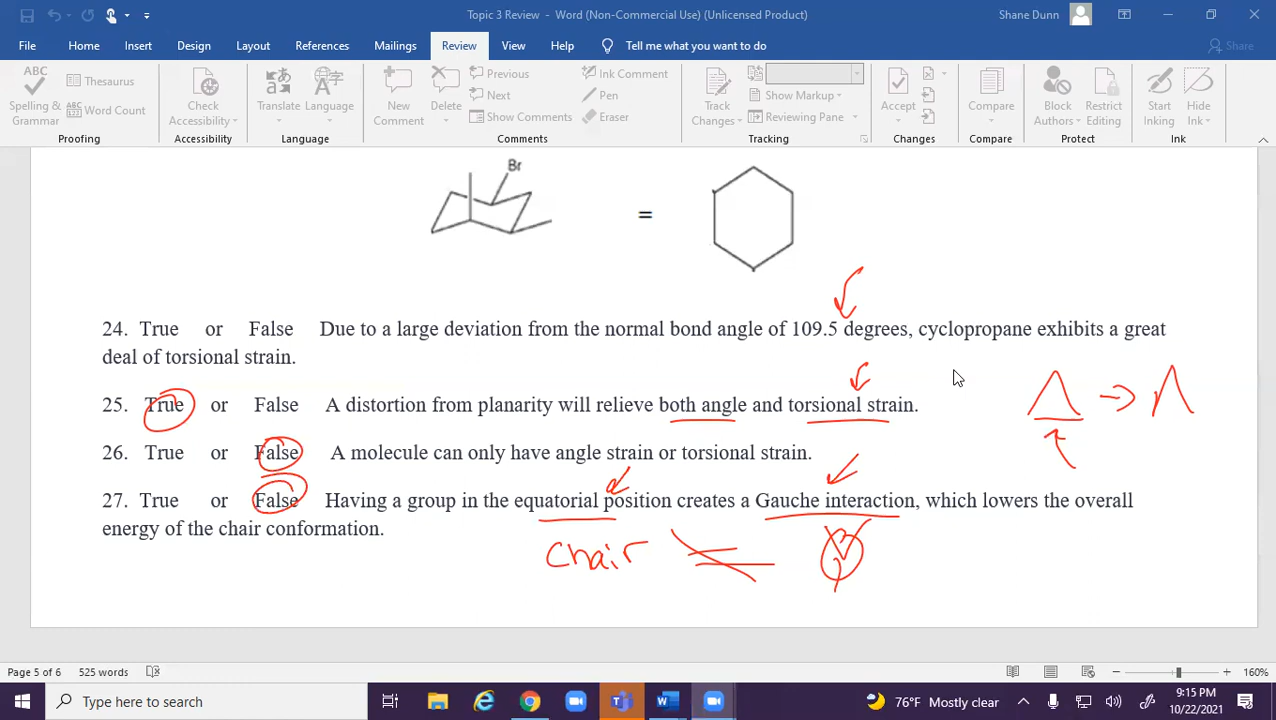 Topic 3 Review - Word (Non-Commercial Use) (Unlicensed Product)
Shane Dunn
File Home Insert Design Layout References Mailings Review View Help Tell me what you want to do Share
ABC
Spelling & Grammar
Thesaurus
ABC
123 Word Count
Proofing
Check Accessibility
Accessibility
Translate Language
Language
New Comment
Delete
Previous
Next
Show Comments
Ink Comment
Pen
Eraser
Comments
Track Changes
Show Markup
Reviewing Pane
Tracking
Accept
Changes
Compare
Compare
Block Authors
Restrict Editing
Protect
Start Inking
Hide Ink
Ink
Br
=
24. True or False Due to a large deviation from the normal bond angle of 109.5 degrees, cyclopropane exhibits a great
deal of torsional strain.
25. True or False A distortion from planarity will relieve both angle and torsional strain.
26. True or False A molecule can only have angle strain or torsional strain.
27. True or False Having a group in the equatorial position creates a Gauche interaction, which lowers the overall
energy of the chair conformation.
Chair
Page 5 of 6 525 words
160%
Type here to search
76°F Mostly clear
9:15 PM
10/22/2021